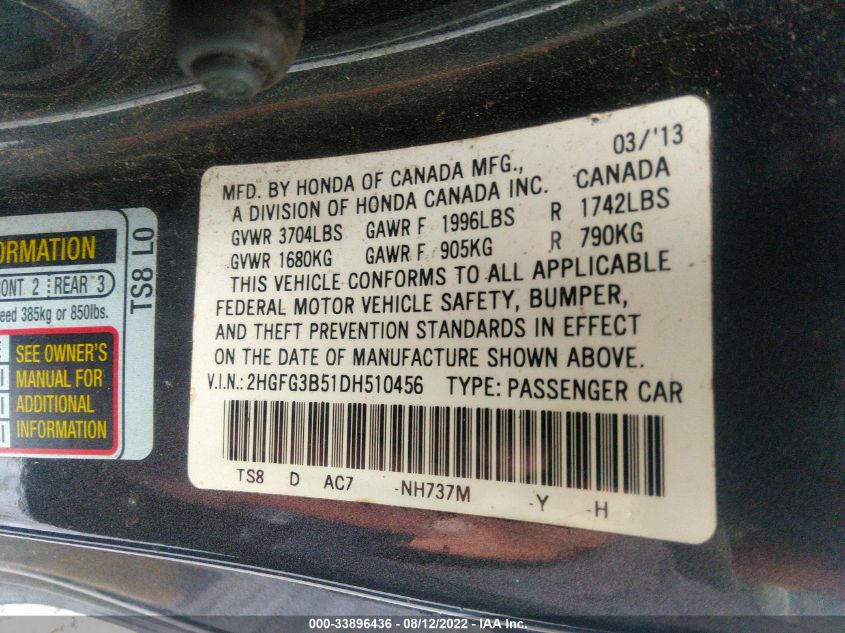 03/'13
MFD. BY HONDA OF CANADA MFG., CANADA
A DIVISION OF HONDA CANADA INC.
GVWR 3704LBS GAWR F 1996LBS R 1742LBS
GVWR 1680KG GAWR F 905KG R 790KG
THIS VEHICLE CONFORMS TO ALL APPLICABLE
FEDERAL MOTOR VEHICLE SAFETY, BUMPER,
AND THEFT PREVENTION STANDARDS IN EFFECT
ON THE DATE OF MANUFACTURE SHOWN ABOVE.
V.I.N.: 2HGFG3B51DH510456 TYPE: PASSENGER CAR
TS8 D AC7 -NH737M -Y -H
2 REAR 3
385kg or 850lbs.
SEE OWNER'S
MANUAL FOR
ADDITIONAL
INFORMATION
TS8 L0
000-33896436 - 08/12/2022 - IAA Inc.